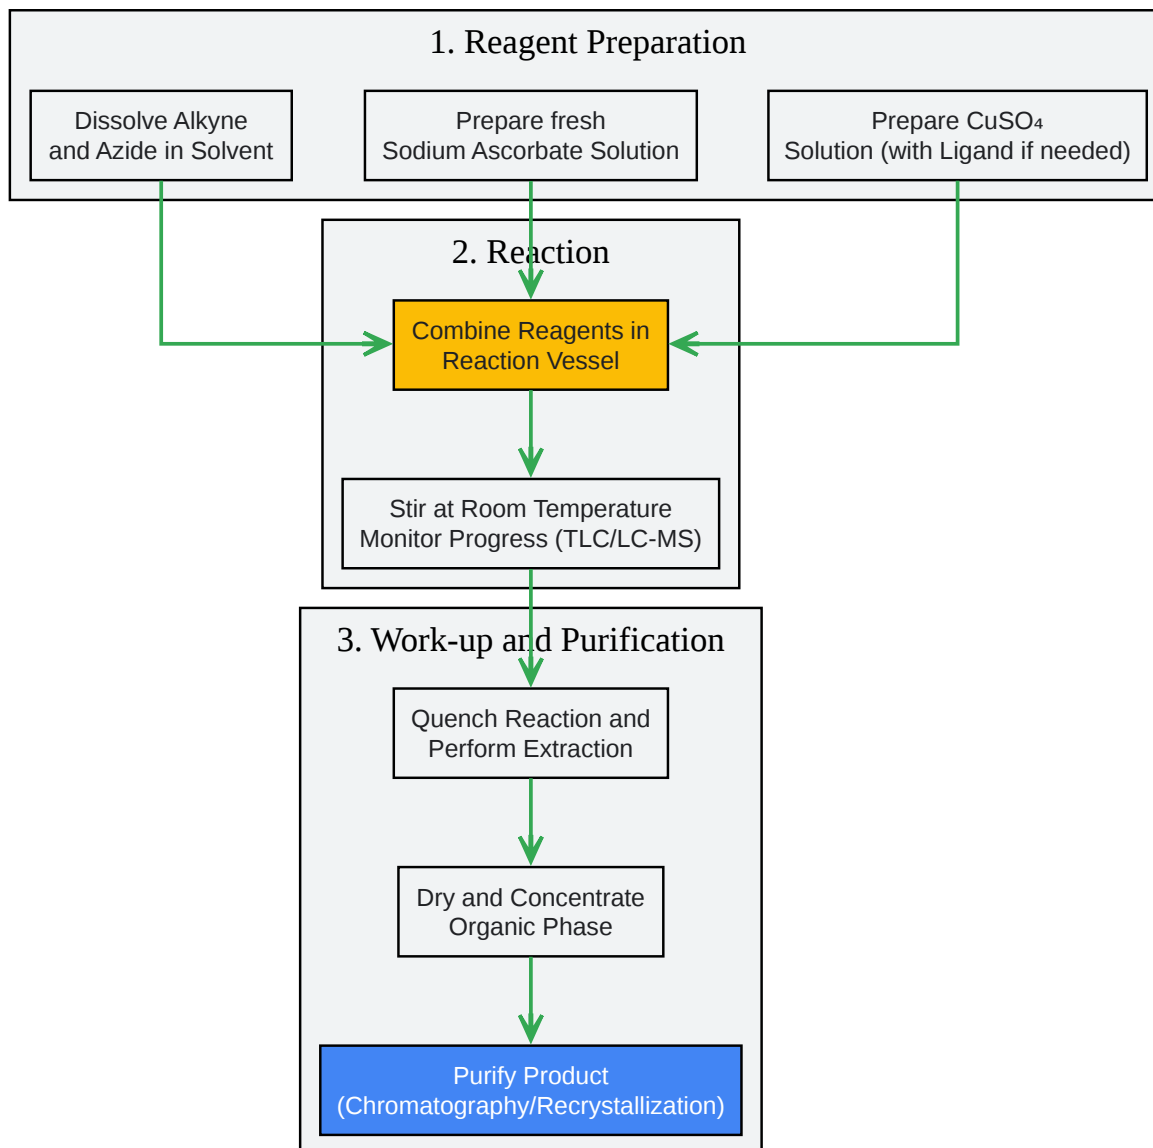 1. Reagent Preparation
Dissolve Alkyne
and Azide in Solvent
Prepare fresh
Sodium Ascorbate Solution
Prepare CuSO₄
Solution (with Ligand if needed)
2. Reaction
Combine Reagents in
Reaction Vessel
Stir at Room Temperature
Monitor Progress (TLC/LC-MS)
3. Work-up and Purification
Quench Reaction and
Perform Extraction
Dry and Concentrate
Organic Phase
Purify Product
(Chromatography/Recrystallization)